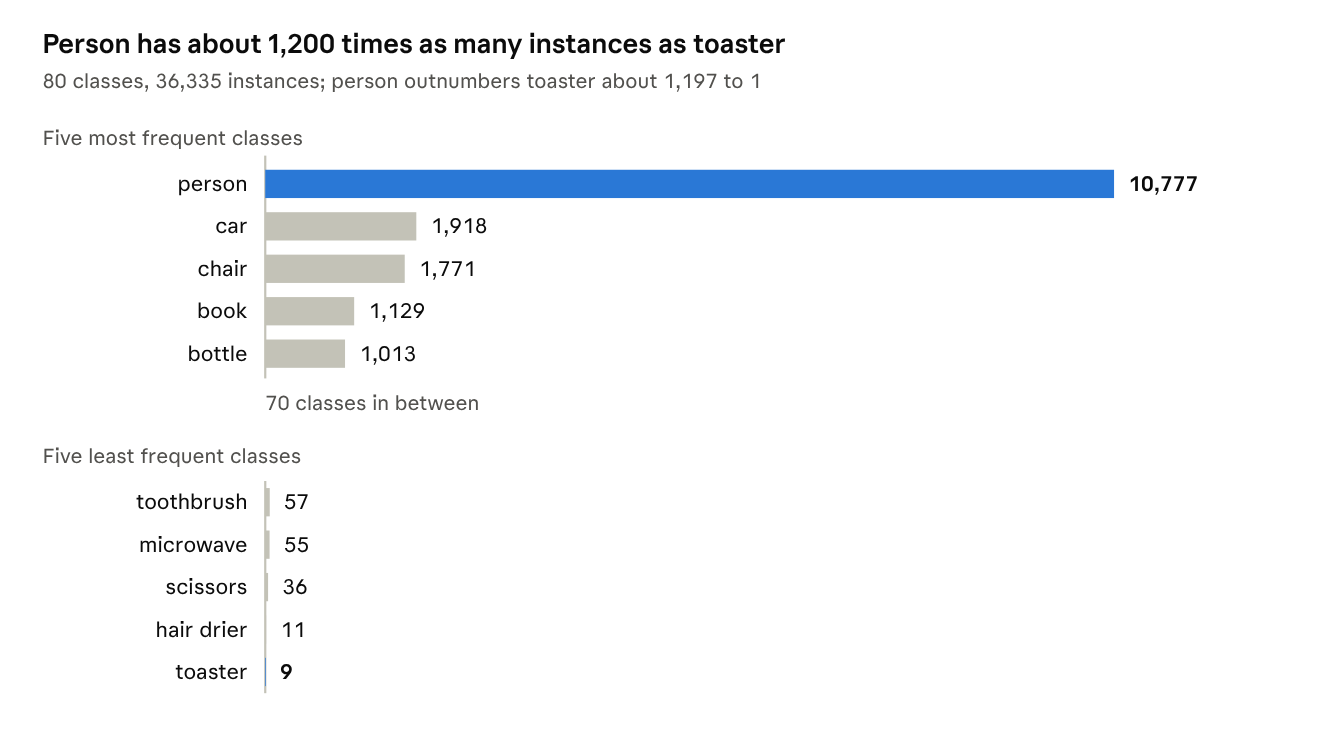 Person has about 1,200 times as many instances as toaster
80 classes, 36,335 instances; person outnumbers toaster about 1,197 to 1
Five most frequent classes
person 10,777
car 1,918
chair 1,771
book 1,129
bottle 1,013
70 classes in between
Five least frequent classes
toothbrush 57
microwave 55
scissors 36
hair drier 11
toaster 9